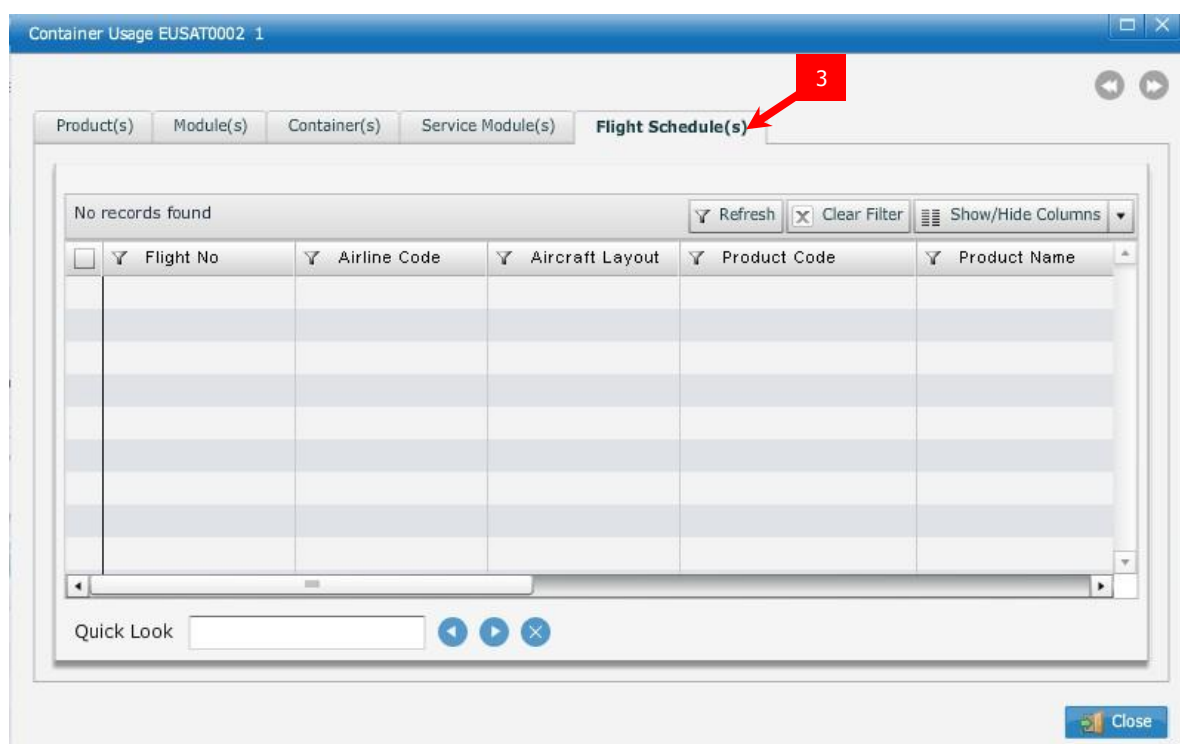 Container Usage EUSAT0002 1
3
Product(s) Module(s) Container(s) Service Module(s) Flight Schedule(s)
No records found Refresh Clear Filter Show/Hide Columns
Flight No Airline Code Aircraft Layout Product Code Product Name
Quick Look
Close